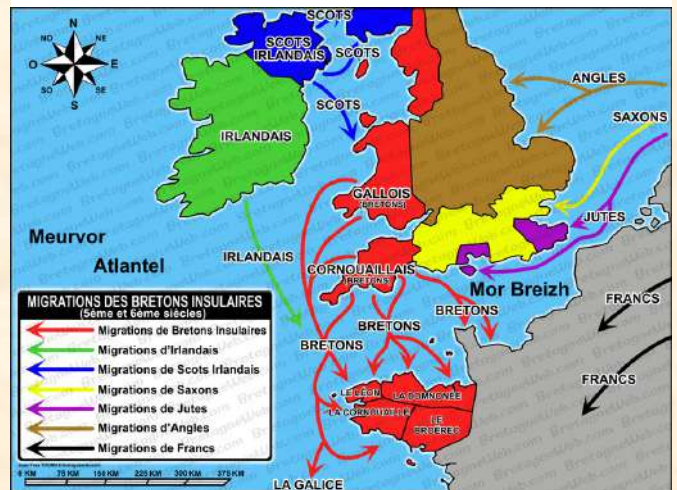 SCOTS
N
NO
NE
O
E
SO
SE
S
SCOTS
IRLANDAIS
SCOTS
SCOTS
ANGLES
SAXONS
IRLANDAIS
GALLOIS
(BRETONS)
JUTES
Meurvor
Atlantel
IRLANDAIS
CORNOUAILLAIS
(BRETONS)
Mor Breizh
FRANCS
MIGRATIONS DES BRETONS INSULAIRES
(5ème et 6ème siècles)
Migrations de Bretons Insulaires
Migrations d'Irlandais
Migrations de Scots Irlandais
Migrations de Saxons
Migrations de Jutes
Migrations d'Angles
Migrations de Francs
BRETONS
BRETONS
BRETONS
FRANCS
LE LÉON
LA DOMNONÉE
LA CORNOUAILLE
LE
BROEREC
0 KM
75 KM
150 KM
225 KM
300 KM
375 KM
LA GALICE